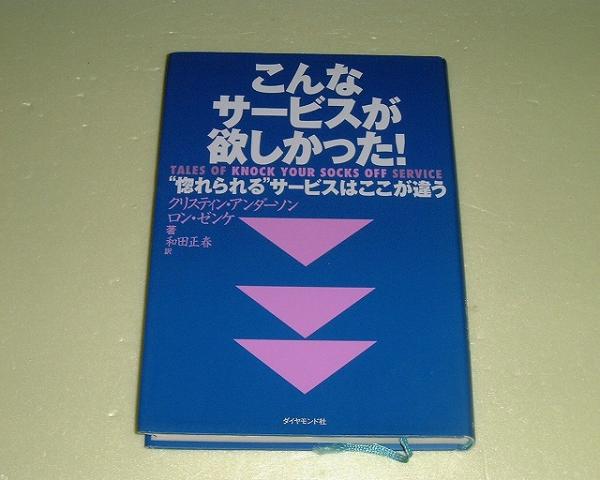 こんな
サービスが
欲しかった!
TALES OF KNOCK YOUR SOCKS OFF SERVICE
“惚れられる”サービスはここが違う
クリスティン・アンダーソン
ロン・ゼンケ
著
和田正春
訳
ダイヤモンド社